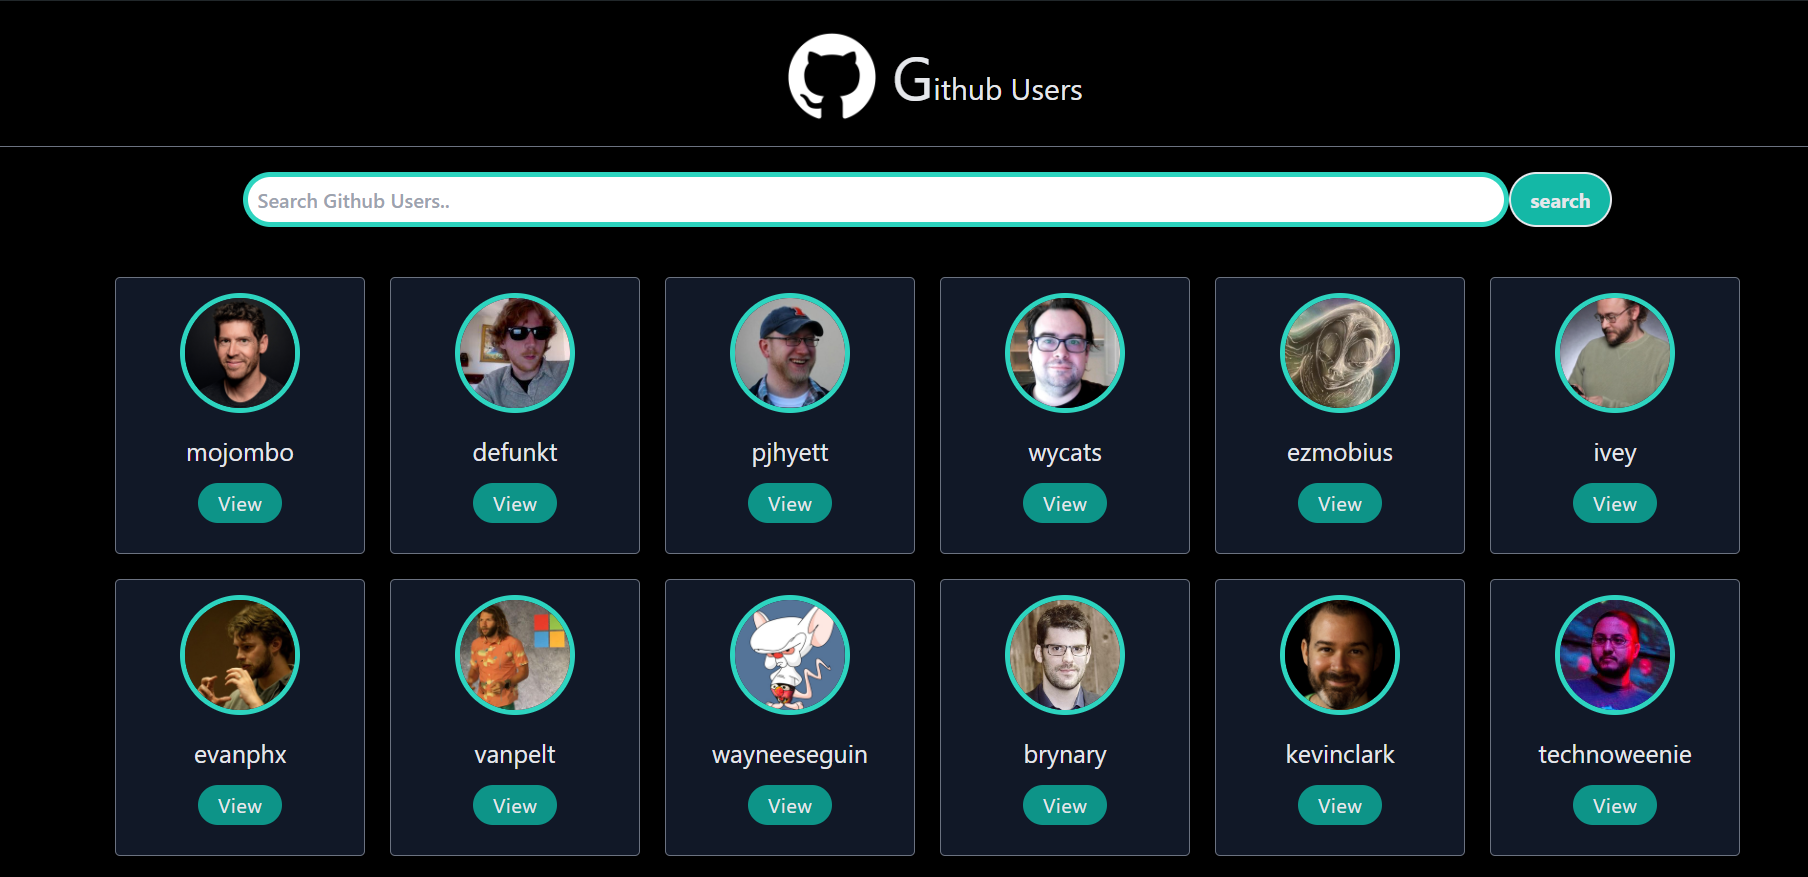 Github Users
Search Github Users..
search
mojombo
defunkt
pjhyett
wycats
ezmobius
ivey
View
View
View
View
View
View
evanphx
vanpelt
wayneeseguin
brynary
kevinclark
technoweenie
View
View
View
View
View
View